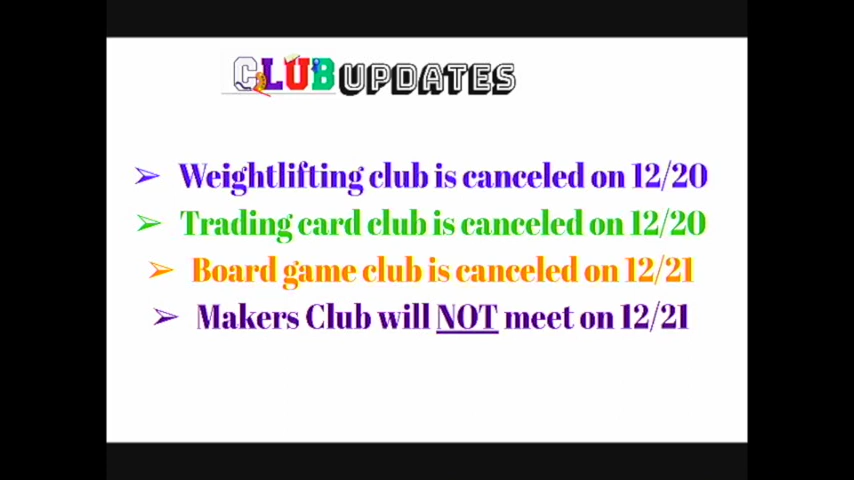 CLUB UPDATES
➢ Weightlifting club is canceled on 12/20
➢ Trading card club is canceled on 12/20
➢ Board game club is canceled on 12/21
➢ Makers Club will NOT meet on 12/21